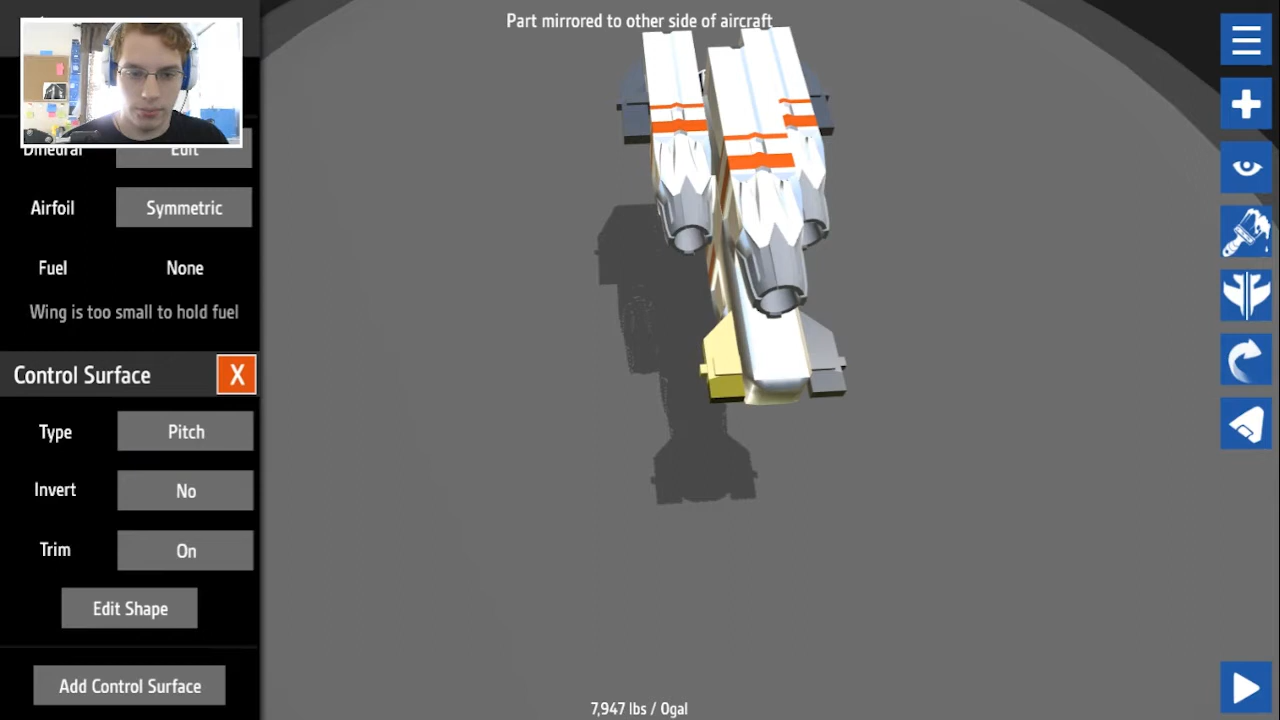 Part mirrored to other side of aircraft
Dihedral Edit
Airfoil Symmetric
Fuel None
Wing is too small to hold fuel
Control Surface X
Type Pitch
Invert No
Trim On
Edit Shape
Add Control Surface
7,947 lbs / 0gal